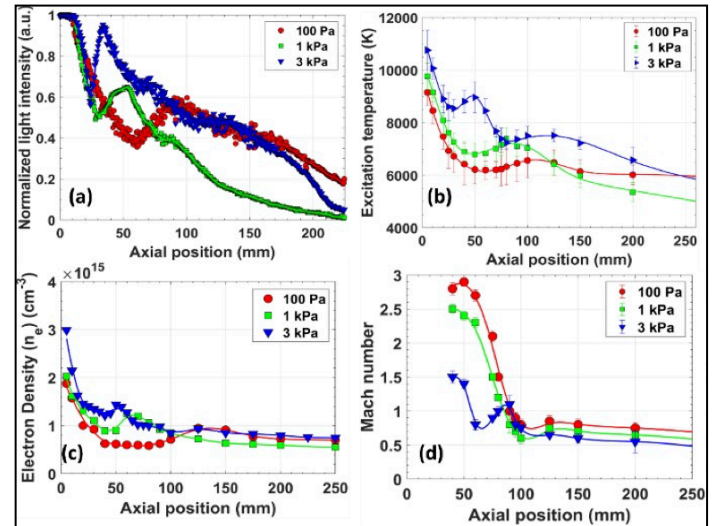 100 Pa
1 kPa
3 kPa
(a)
Normalized light intensity (a.u.)
1
0.8
0.6
0.4
0.2
0
0 50 100 150 200
Axial position (mm)
12000
10000
8000
6000
4000
Excitation temperature (K)
100 Pa
1 kPa
3 kPa
(b)
0 50 100 150 200 250
Axial position (mm)
× 10¹⁵
4
3
2
1
0
Electron Density (nₑ) (cm⁻³)
100 Pa
1 kPa
3 kPa
(c)
0 50 100 150 200 250
Axial position (mm)
3
2.5
2
1.5
1
0.5
0
Mach number
100 Pa
1 kPa
3 kPa
(d)
0 50 100 150 200 250
Axial position (mm)